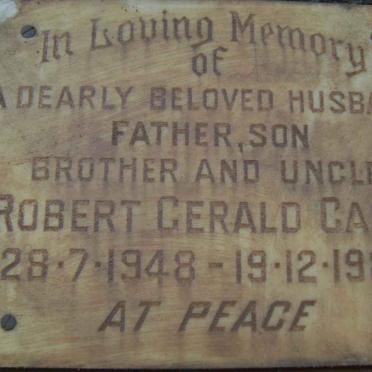 In Loving Memory
of
A DEARLY BELOVED HUSBA
FATHER, SON
BROTHER AND UNCLE
ROBERT GERALD CA
28·7·1948 - 19·12·19
AT PEACE